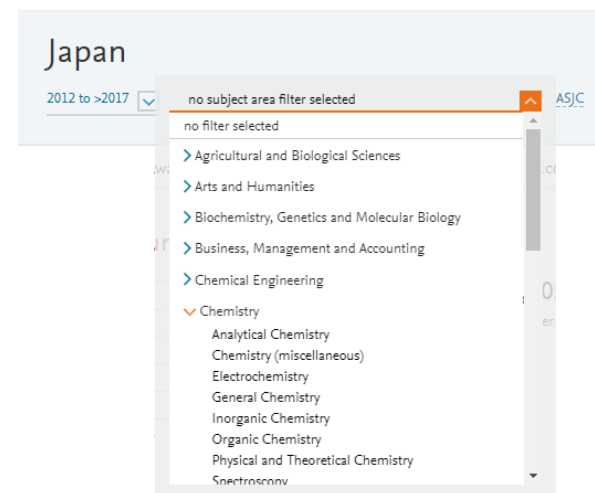 Japan
2012 to >2017
no subject area filter selected
ASJC
no filter selected
Agricultural and Biological Sciences
Arts and Humanities
Biochemistry, Genetics and Molecular Biology
Business, Management and Accounting
Chemical Engineering
Chemistry
Analytical Chemistry
Chemistry (miscellaneous)
Electrochemistry
General Chemistry
Inorganic Chemistry
Organic Chemistry
Physical and Theoretical Chemistry
Spectroscopy